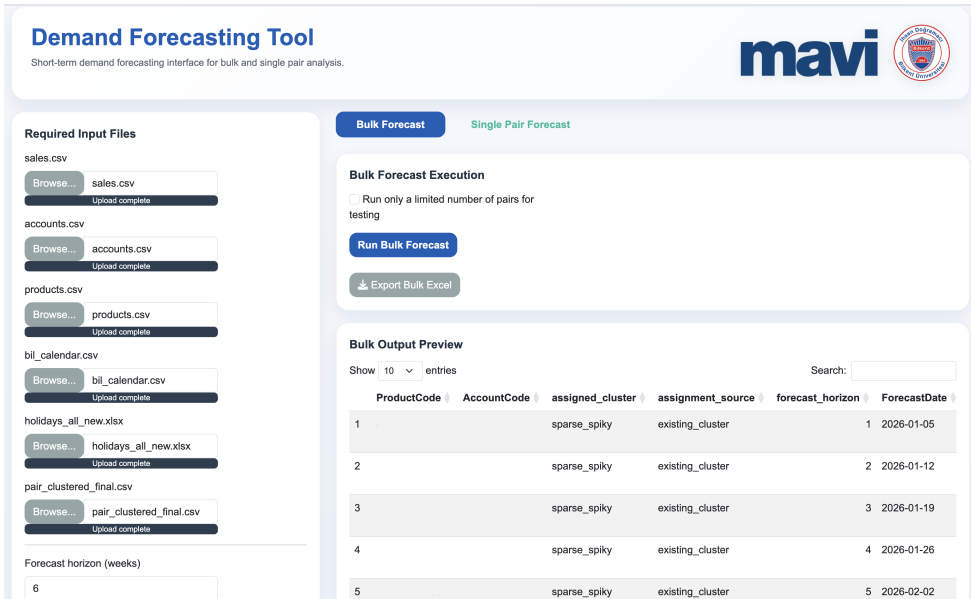 Demand Forecasting Tool
Short-term demand forecasting interface for bulk and single pair analysis.
mavi
İhsan Doğramacı
Bilkent
Bilkent Üniversitesi
Required Input Files
sales.csv
Browse... sales.csv
Upload complete
accounts.csv
Browse... accounts.csv
Upload complete
products.csv
Browse... products.csv
Upload complete
bil_calendar.csv
Browse... bil_calendar.csv
Upload complete
holidays_all_new.xlsx
Browse... holidays_all_new.xlsx
Upload complete
pair_clustered_final.csv
Browse... pair_clustered_final.csv
Upload complete
Forecast horizon (weeks)
6
Bulk Forecast Single Pair Forecast
Bulk Forecast Execution
Run only a limited number of pairs for
testing
Run Bulk Forecast
Export Bulk Excel
Bulk Output Preview
Show 10 entries Search:
ProductCode AccountCode assigned_cluster assignment_source forecast_horizon ForecastDate
1 sparse_spiky existing_cluster 1 2026-01-05
2 sparse_spiky existing_cluster 2 2026-01-12
3 sparse_spiky existing_cluster 3 2026-01-19
4 sparse_spiky existing_cluster 4 2026-01-26
5 sparse_spiky existing_cluster 5 2026-02-02